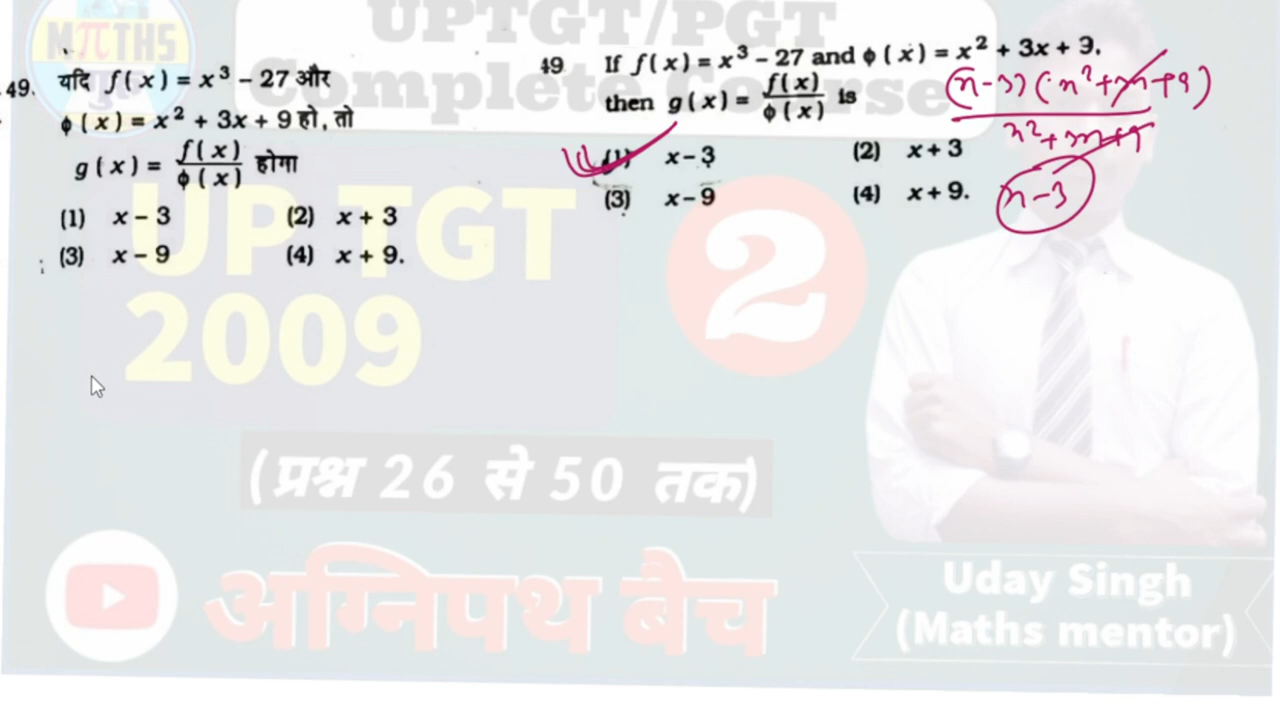 MπTHS
UPTGT/PGT
Complete Course
49. यदि f(x) = x³ – 27 और
ϕ(x) = x² + 3x + 9 हो, तो
g(x) = f(x)/ϕ(x) होगा
(1) x – 3 (2) x + 3
(3) x – 9 (4) x + 9.
49 If f(x) = x³ – 27 and ϕ(x) = x² + 3x + 9,
then g(x) = f(x)/ϕ(x) is
(1) x – 3 (2) x + 3
(3) x – 9 (4) x + 9.
x–3
UP TGT
2009
2
(प्रश्न 26 से 50 तक)
अग्निपथ बैच
Uday Singh
(Maths mentor)